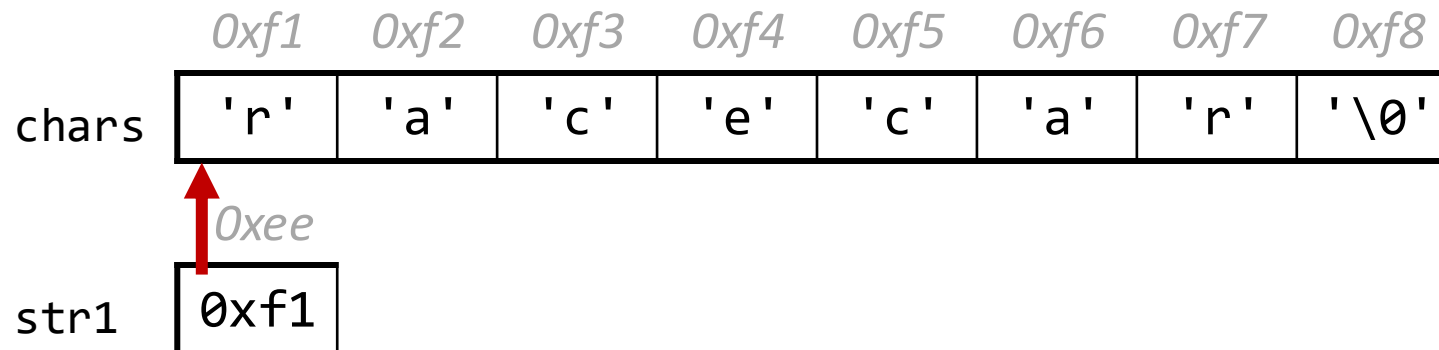 0xf1 0xf2 0xf3 0xf4 0xf5 0xf6 0xf7 0xf8
chars 'r' 'a' 'c' 'e' 'c' 'a' 'r' '\0'
0xee
str1 0xf1